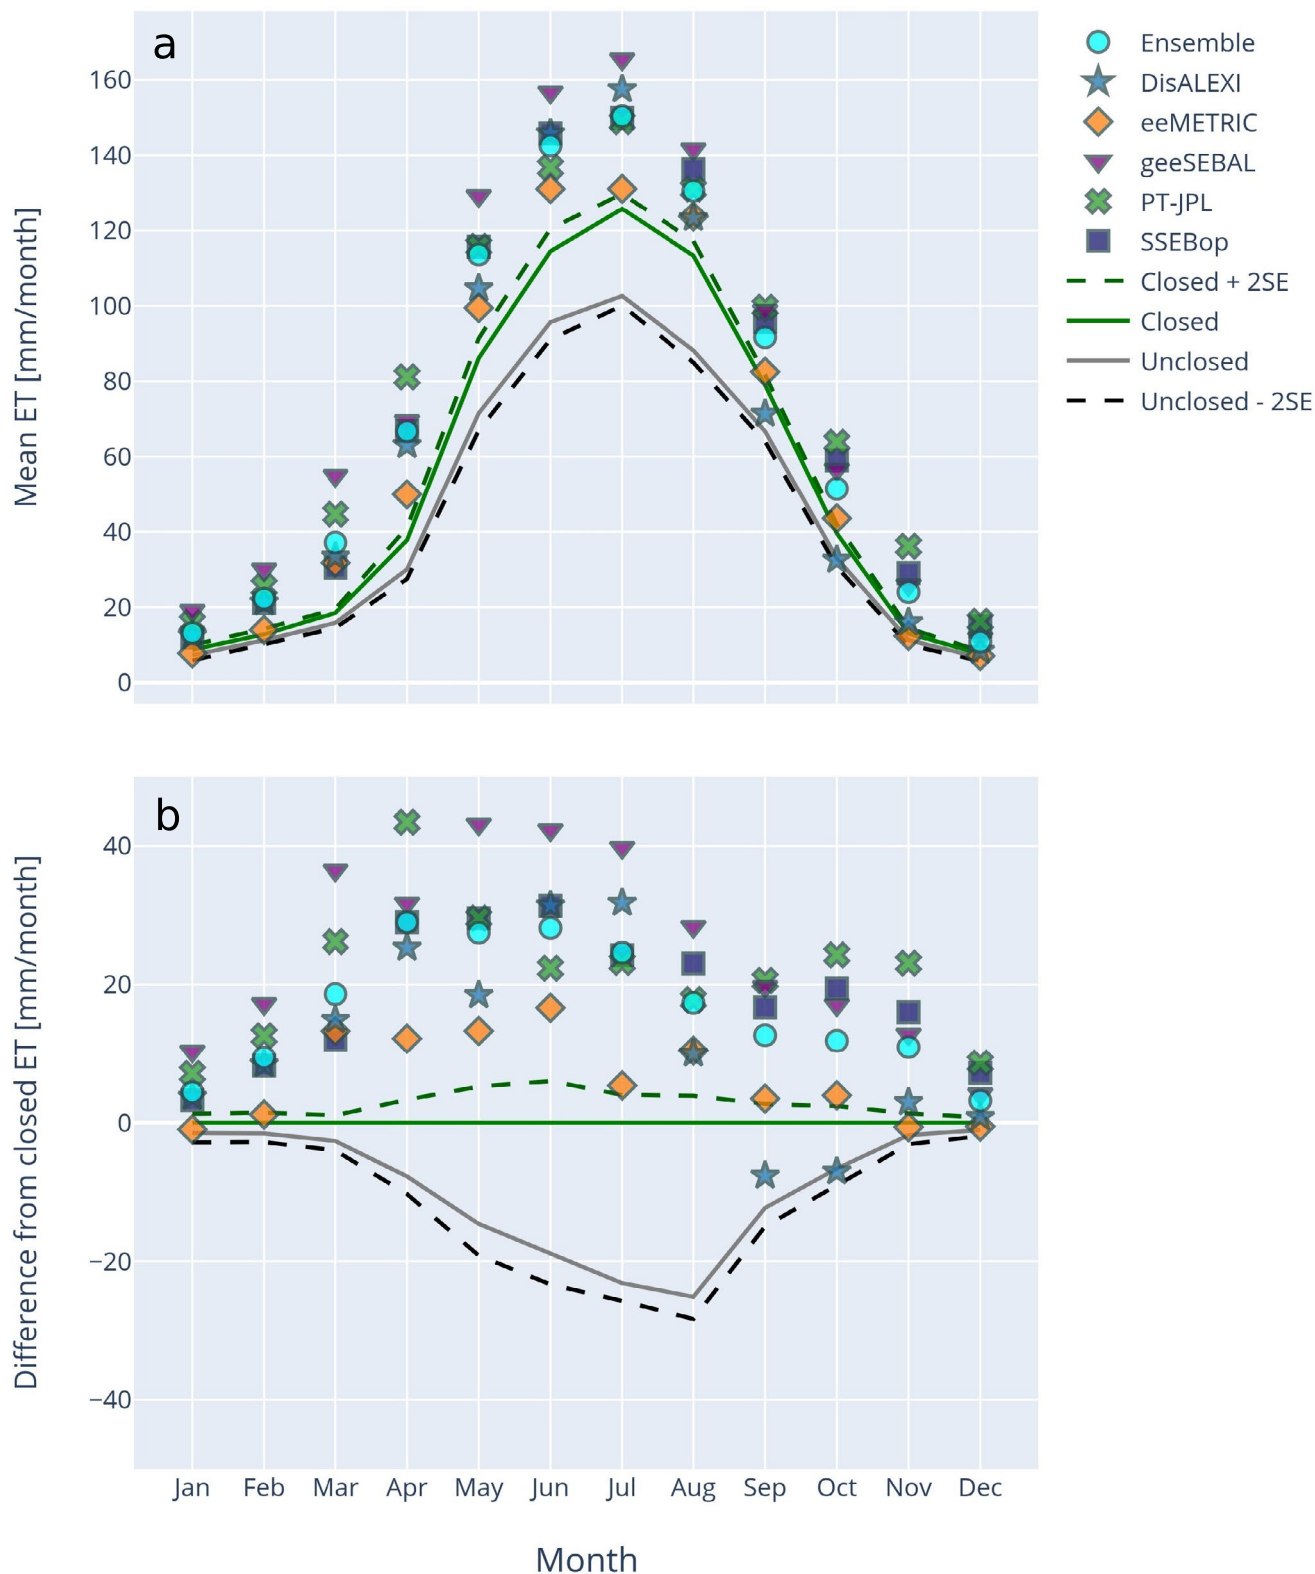 a
160
140
120
100
80
60
40
20
0
Mean ET [mm/month]
Ensemble
DisALEXI
eeMETRIC
geeSEBAL
PT-JPL
SSEBop
Closed + 2SE
Closed
Unclosed
Unclosed - 2SE
b
40
20
0
−20
−40
Difference from closed ET [mm/month]
Jan Feb Mar Apr May Jun Jul Aug Sep Oct Nov Dec
Month